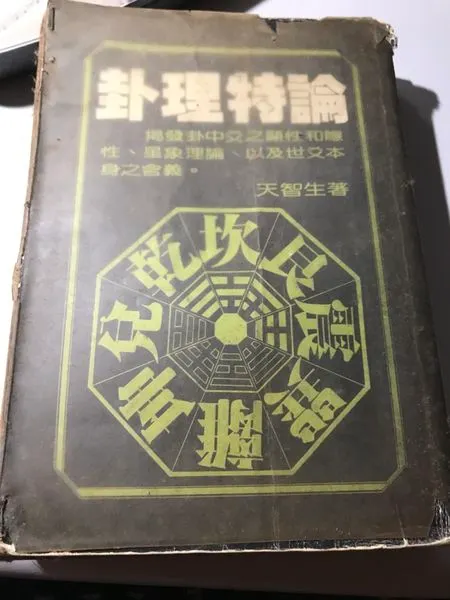 卦理特論
揭發卦中爻之顯性和隱
性、星象理論、以及世爻本
身之含義。
天智生著
乾坎艮震巽離坤兌